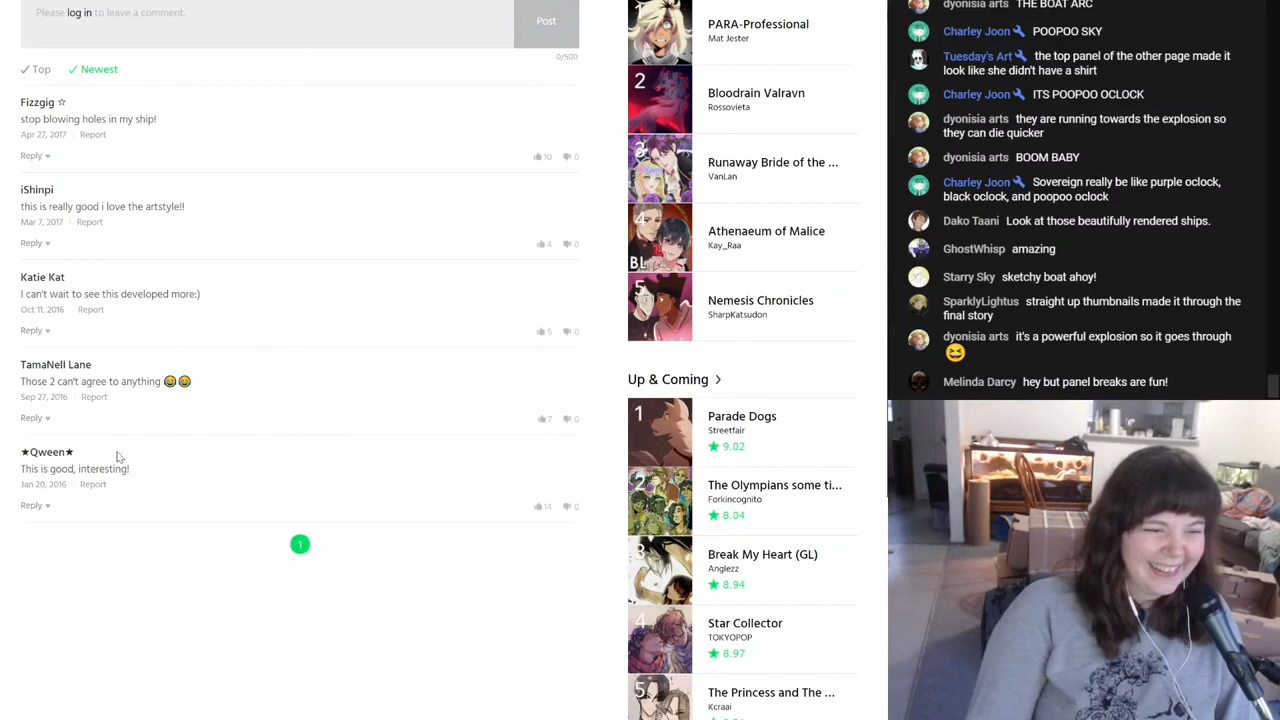 Please log in to leave a comment.
Post
0/500
Top
Newest
Fizzgig ☆
stop blowing holes in my ship!
Apr 27, 2017 | Report
Reply
10 0
iShinpi
this is really good i love the artstyle!!
Mar 7, 2017 | Report
Reply
4 0
Katie Kat
I can't wait to see this developed more:)
Oct 11, 2016 | Report
Reply
5 0
TamaNell Lane
Those 2 can't agree to anything 😂😂
Sep 27, 2016 | Report
Reply
7 0
★Qween★
This is good, interesting!
Jan 20, 2016 | Report
Reply
14 0
1
PARA-Professional
Mat Jester
2
Bloodrain Valravn
Rossovieta
3
Runaway Bride of the ...
VanLan
4
BL
Athenaeum of Malice
Kay_Raa
5
Nemesis Chronicles
SharpKatsudon
Up & Coming
1
Parade Dogs
Streetfair
★ 9.02
2
The Olympians some ti...
Forkincognito
★ 8.04
3
Break My Heart (GL)
Anglezz
★ 8.94
4
Star Collector
TOKYOPOP
★ 8.97
5
The Princess and The ...
Kcraai
dyonisia arts THE BOAT ARC
Charley Joon POOPOO SKY
Tuesday's Art the top panel of the other page made it
look like she didn't have a shirt
Charley Joon ITS POOPOO OCLOCK
dyonisia arts they are running towards the explosion so
they can die quicker
dyonisia arts BOOM BABY
Charley Joon Sovereign really be like purple oclock,
black oclock, and poopoo oclock
Dako Taani Look at those beautifully rendered ships.
GhostWhisp amazing
Starry Sky sketchy boat ahoy!
SparklyLightus straight up thumbnails made it through the
final story
dyonisia arts it's a powerful explosion so it goes through
😆
Melinda Darcy hey but panel breaks are fun!